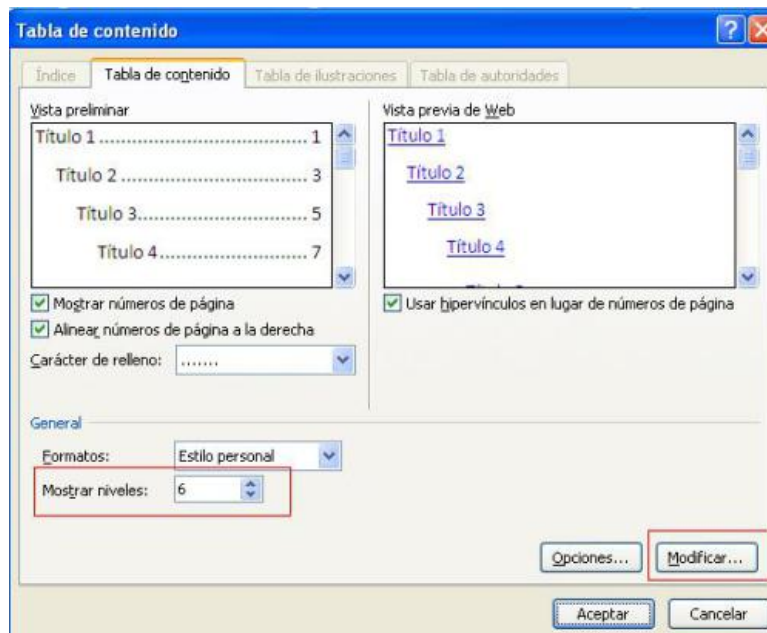 Tabla de contenido
Índice Tabla de contenido Tabla de ilustraciones Tabla de autoridades
Vista preliminar
Título 1.......................................1
Título 2...................................3
Título 3...............................5
Título 4...........................7
Mostrar números de página
Alinear números de página a la derecha
Carácter de relleno: .......
Vista previa de Web
Título 1
Título 2
Título 3
Título 4
Usar hipervínculos en lugar de números de página
General
Formatos: Estilo personal
Mostrar niveles: 6
Opciones... Modificar...
Aceptar Cancelar